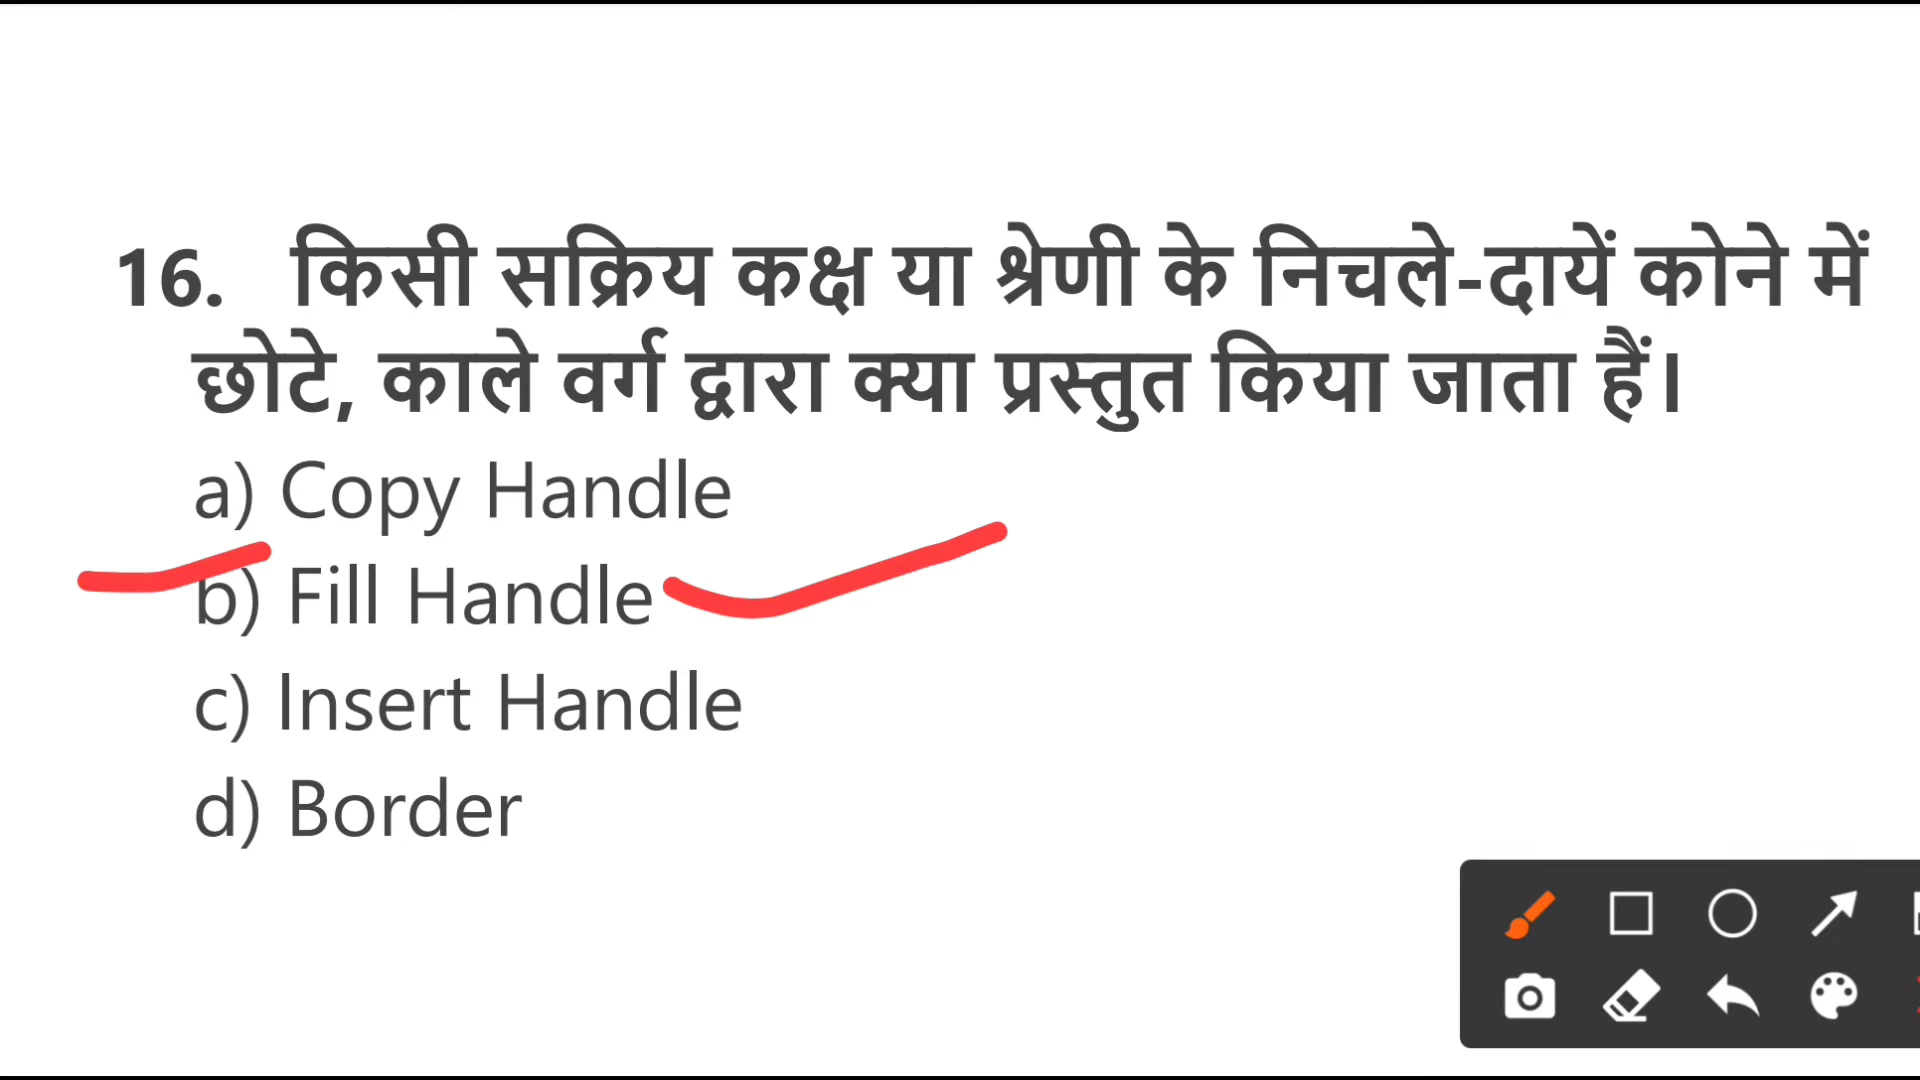 16. किसी सक्रिय कक्ष या श्रेणी के निचले-दायें कोने में
छोटे, काले वर्ग द्वारा क्या प्रस्तुत किया जाता हैं।
a) Copy Handle
b) Fill Handle
c) Insert Handle
d) Border